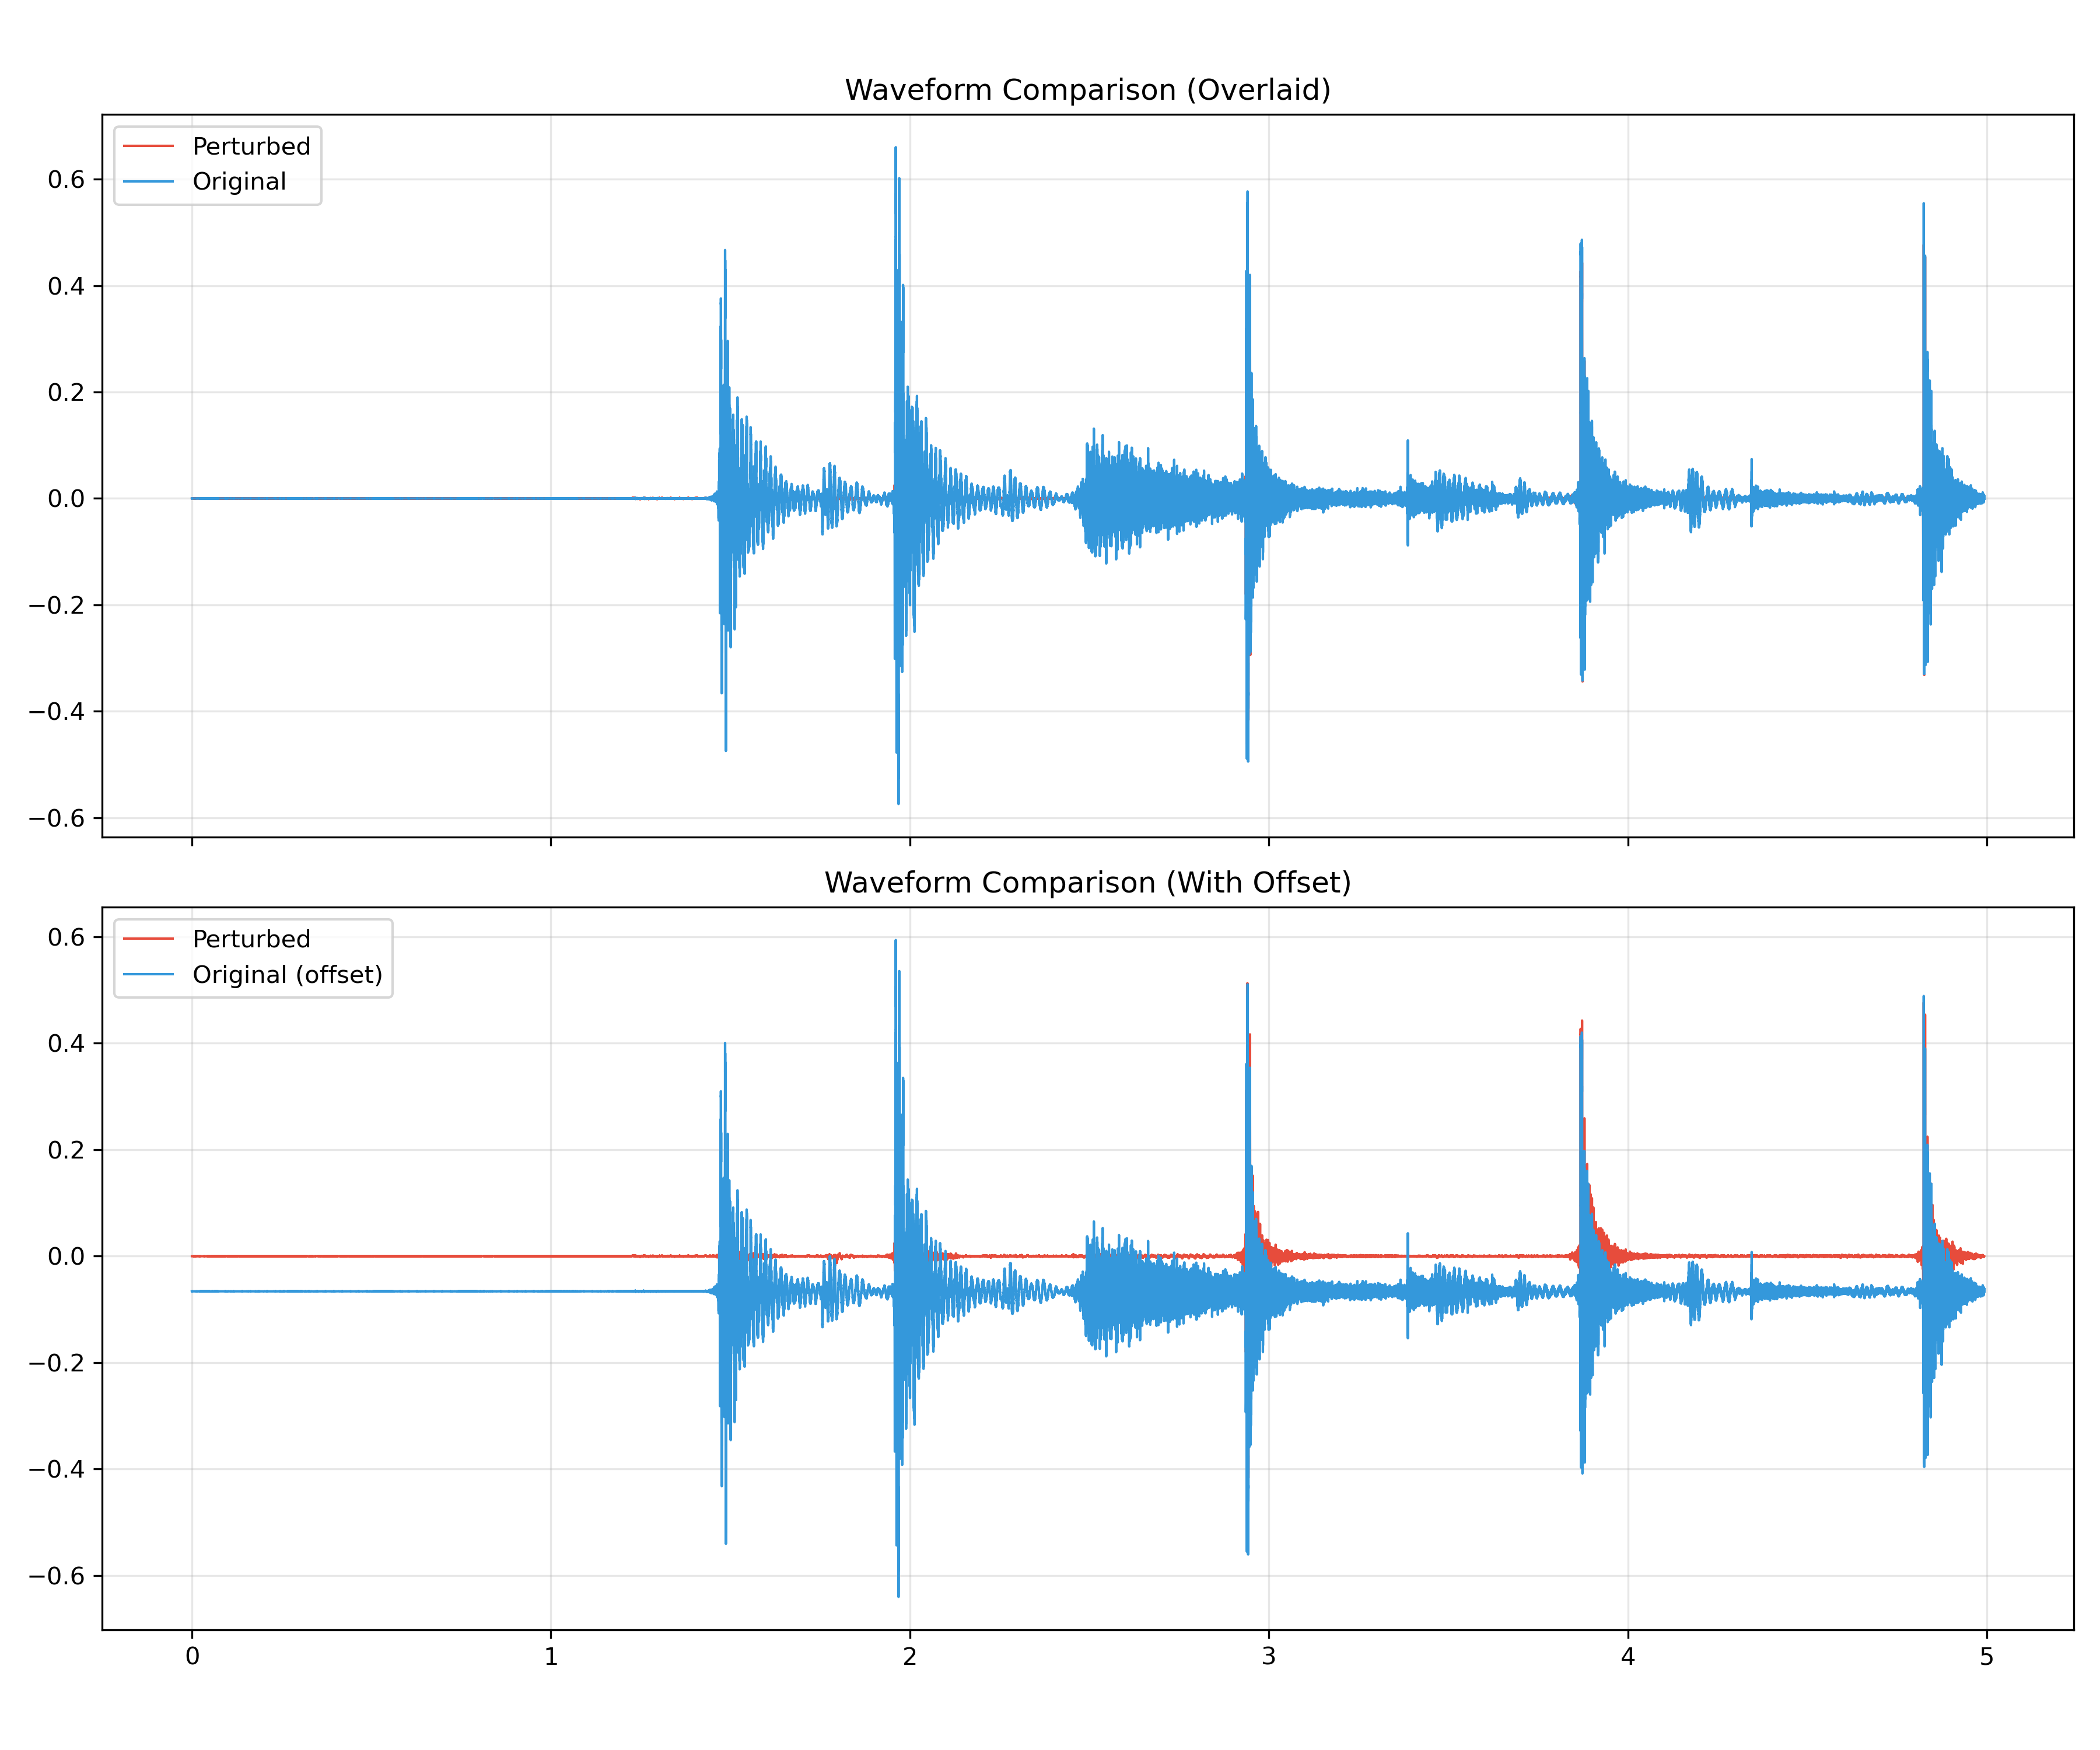 Waveform Comparison (Overlaid)
Perturbed
Original
0.6
0.4
0.2
0.0
−0.2
−0.4
−0.6
Waveform Comparison (With Offset)
Perturbed
Original (offset)
0.6
0.4
0.2
0.0
−0.2
−0.4
−0.6
0 1 2 3 4 5